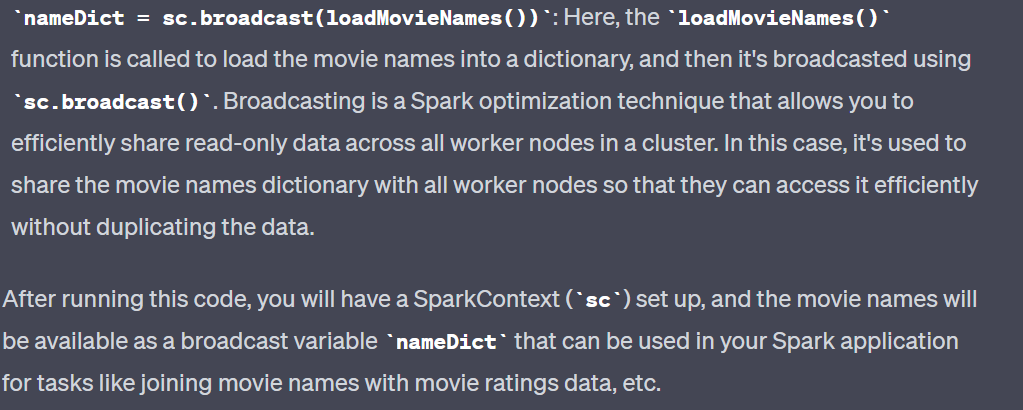 `nameDict = sc.broadcast(loadMovieNames())`: Here, the `loadMovieNames()`
function is called to load the movie names into a dictionary, and then it's broadcasted using
`sc.broadcast()`. Broadcasting is a Spark optimization technique that allows you to
efficiently share read-only data across all worker nodes in a cluster. In this case, it's used to
share the movie names dictionary with all worker nodes so that they can access it efficiently
without duplicating the data.
After running this code, you will have a SparkContext (`sc`) set up, and the movie names will
be available as a broadcast variable `nameDict` that can be used in your Spark application
for tasks like joining movie names with movie ratings data, etc.